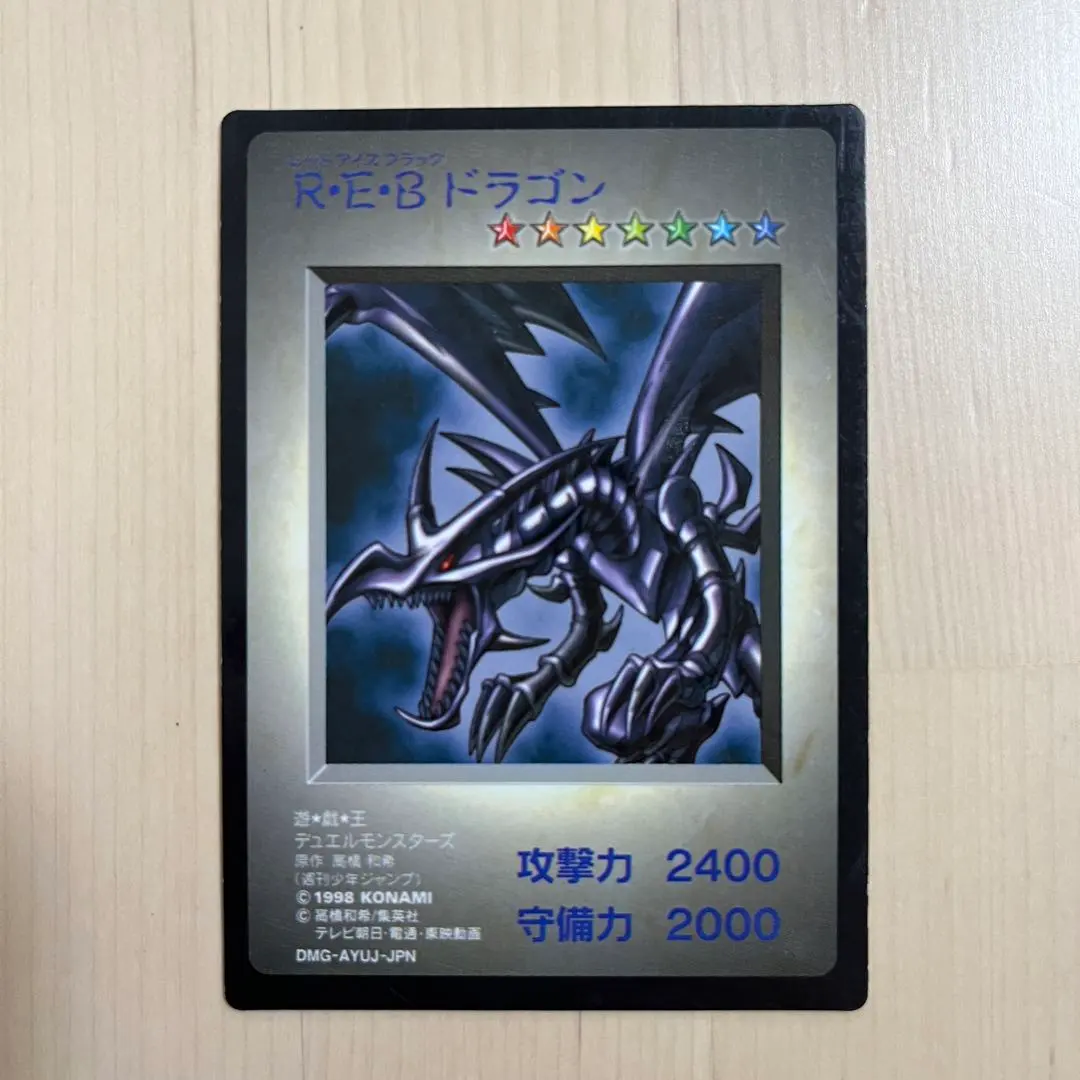 レッドアイズブラック
R•E•B ドラゴン
遊★戯★王
デュエルモンスターズ
原作 高橋 和希
(週刊少年ジャンプ)
© 1998 KONAMI
© 高橋和希/集英社
テレビ朝日･電通･東映動画
DMG-AYUJ-JPN
攻撃力 2400
守備力 2000